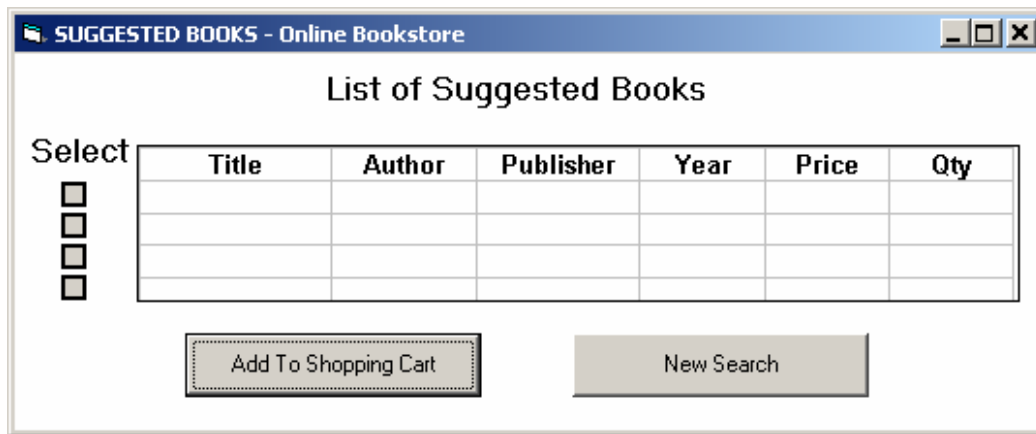 SUGGESTED BOOKS - Online Bookstore
List of Suggested Books
Select
Title Author Publisher Year Price Qty
Add To Shopping Cart New Search